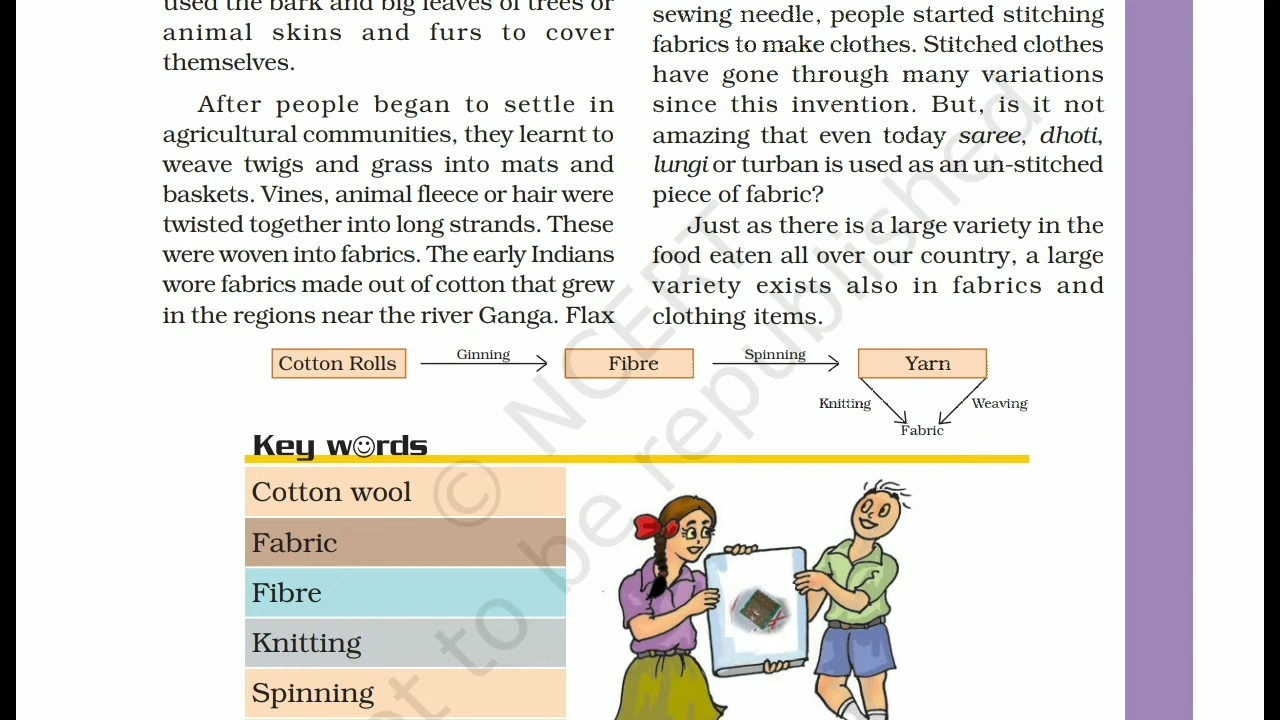 used the bark and big leaves of trees or
animal skins and furs to cover
themselves.
After people began to settle in
agricultural communities, they learnt to
weave twigs and grass into mats and
baskets. Vines, animal fleece or hair were
twisted together into long strands. These
were woven into fabrics. The early Indians
wore fabrics made out of cotton that grew
in the regions near the river Ganga. Flax
sewing needle, people started stitching
fabrics to make clothes. Stitched clothes
have gone through many variations
since this invention. But, is it not
amazing that even today saree, dhoti,
lungi or turban is used as an un-stitched
piece of fabric?
Just as there is a large variety in the
food eaten all over our country, a large
variety exists also in fabrics and
clothing items.
Cotton Rolls
Ginning
Fibre
Spinning
Yarn
Knitting
Weaving
Fabric
Key words
Cotton wool
Fabric
Fibre
Knitting
Spinning
© NCERT
not to be republished